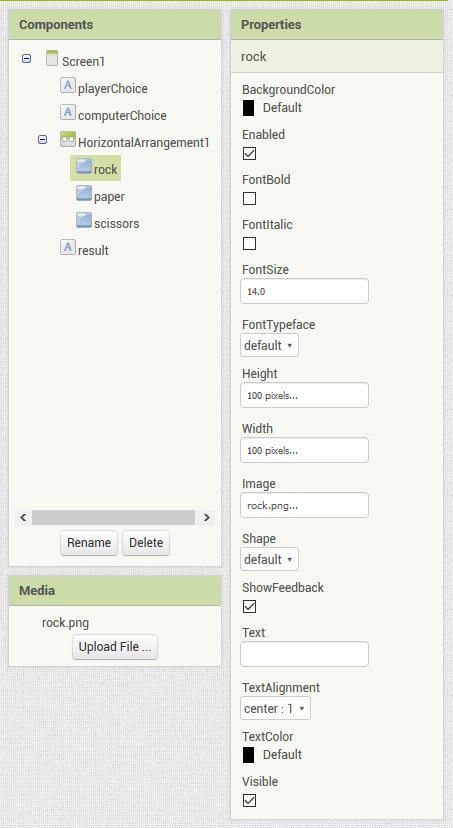 Components
Screen1
playerChoice
computerChoice
HorizontalArrangement1
rock
paper
scissors
result
Rename
Delete
Media
rock.png
Upload File ...
Properties
rock
BackgroundColor
Default
Enabled
FontBold
FontItalic
FontSize
14.0
FontTypeface
default
Height
100 pixels...
Width
100 pixels...
Image
rock.png...
Shape
default
ShowFeedback
Text
TextAlignment
center : 1
TextColor
Default
Visible